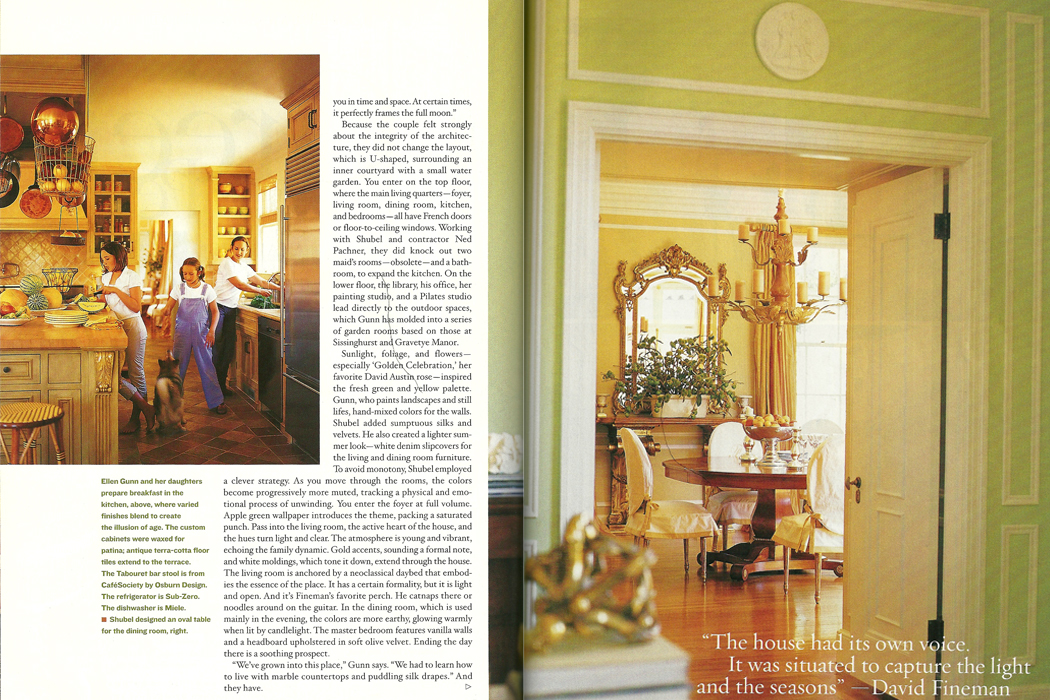 you in time and space. At certain times,
it perfectly frames the full moon.”
Because the couple felt strongly
about the integrity of the architec-
ture, they did not change the layout,
which is U-shaped, surrounding an
inner courtyard with a small water
garden. You enter on the top floor,
where the main living quarters—foyer,
living room, dining room, kitchen,
and bedrooms—all have French doors
or floor-to-ceiling windows. Working
with Shubel and contractor Ned
Pachner, they did knock out two
maid’s rooms—obsolete—and a bath-
room, to expand the kitchen. On the
lower floor, the library, his office, her
painting studio, and a Pilates studio
lead directly to the outdoor spaces,
which Gunn has molded into a series
of garden rooms based on those at
Sissinghurst and Gravetye Manor.
Sunlight, foliage, and flowers—
especially ‘Golden Celebration,’ her
favorite David Austin rose—inspired
the fresh green and yellow palette.
Gunn, who paints landscapes and still
lifes, hand-mixed colors for the walls.
Shubel added sumptuous silks and
velvets. He also created a lighter sum-
mer look—white denim slipcovers for
the living and dining room furniture.
To avoid monotony, Shubel employed
a clever strategy. As you move through the rooms, the colors
become progressively more muted, tracking a physical and emo-
tional process of unwinding. You enter the foyer at full volume.
Apple green wallpaper introduces the theme, packing a saturated
punch. Pass into the living room, the active heart of the house, and
the hues turn light and clear. The atmosphere is young and vibrant,
echoing the family dynamic. Gold accents, sounding a formal note,
and white moldings, which tone it down, extend through the house.
The living room is anchored by a neoclassical daybed that embod-
ies the essence of the place. It has a certain formality, but it is light
and open. And it’s Fineman’s favorite perch. He catnaps there or
noodles around on the guitar. In the dining room, which is used
mainly in the evening, the colors are more earthy, glowing warmly
when lit by candlelight. The master bedroom features vanilla walls
and a headboard upholstered in soft olive velvet. Ending the day
there is a soothing prospect.
“We’ve grown into this place,” Gunn says. “We had to learn how
to live with marble countertops and puddling silk drapes.” And
they have.
Ellen Gunn and her daughters
prepare breakfast in the
kitchen, above, where varied
finishes blend to create
the illusion of age. The custom
cabinets were waxed for
patina; antique terra-cotta floor
tiles extend to the terrace.
The Tabouret bar stool is from
CaféSociety by Osburn Design.
The refrigerator is Sub-Zero.
The dishwasher is Miele.
■ Shubel designed an oval table
for the dining room, right.
“The house had its own voice.
It was situated to capture the light
and the seasons” —David Fineman